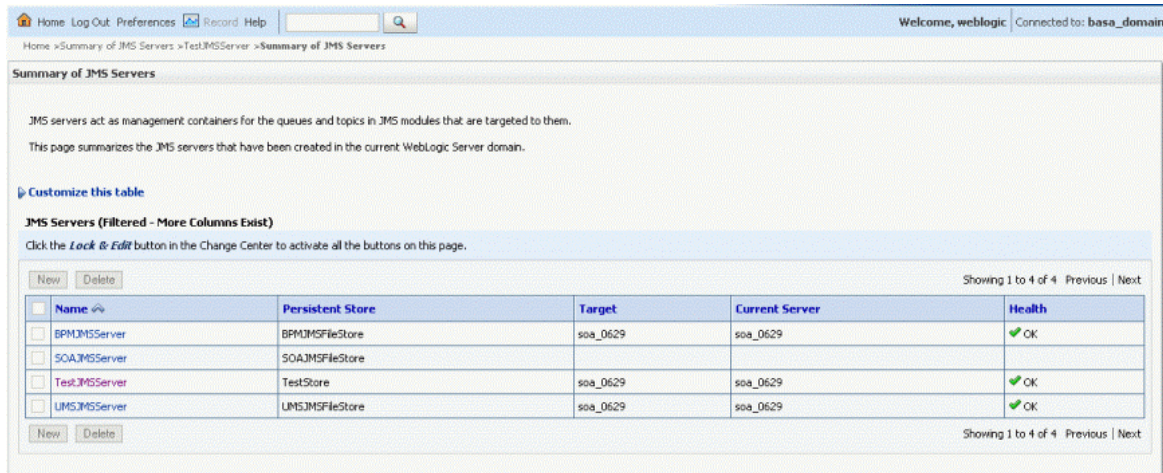 Home Log Out Preferences Record Help Welcome, weblogic Connected to: basa_domain
Home >Summary of JMS Servers >TestJMSServer >Summary of JMS Servers
Summary of JMS Servers
JMS servers act as management containers for the queues and topics in JMS modules that are targeted to them.
This page summarizes the JMS servers that have been created in the current WebLogic Server domain.
Customize this table
JMS Servers (Filtered - More Columns Exist)
Click the Lock & Edit button in the Change Center to activate all the buttons on this page.
New Delete Showing 1 to 4 of 4 Previous | Next
Name Persistent Store Target Current Server Health
BPMJMSServer BPMJMSFileStore soa_0629 soa_0629 OK
SOAJMSServer SOAJMSFileStore
TestJMSServer TestStore soa_0629 soa_0629 OK
UMSJMSServer UMSJMSFileStore soa_0629 soa_0629 OK
New Delete Showing 1 to 4 of 4 Previous | Next